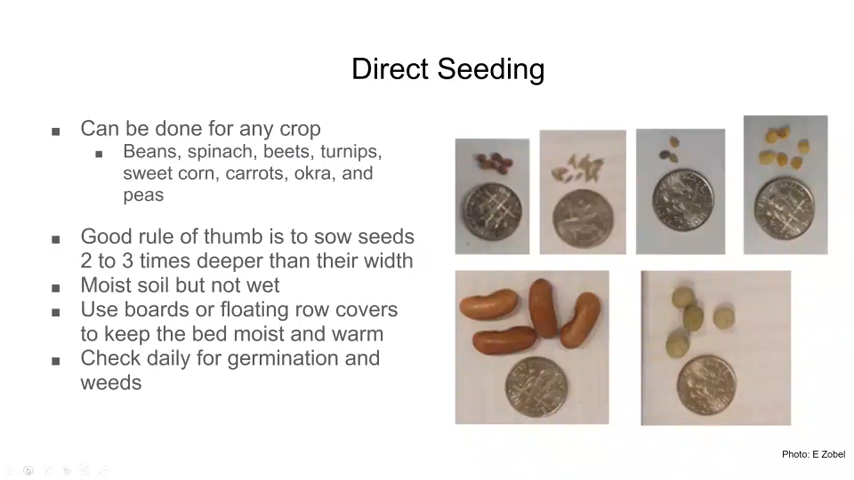 Direct Seeding
▪ Can be done for any crop
▪ Beans, spinach, beets, turnips,
sweet corn, carrots, okra, and
peas
▪ Good rule of thumb is to sow seeds
2 to 3 times deeper than their width
▪ Moist soil but not wet
▪ Use boards or floating row covers
to keep the bed moist and warm
▪ Check daily for germination and
weeds
Photo: E Zobel